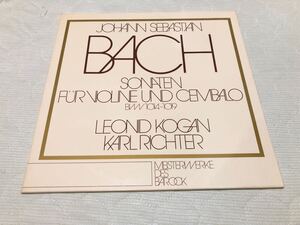 JOHANN SEBASTIAN
BACH
SONATEN
FÜR VIOLINE UND CEMBALO
BWV 1014-1019
LEONID KOGAN
KARL RICHTER
MEISTERWERKE
DES
BAROCK